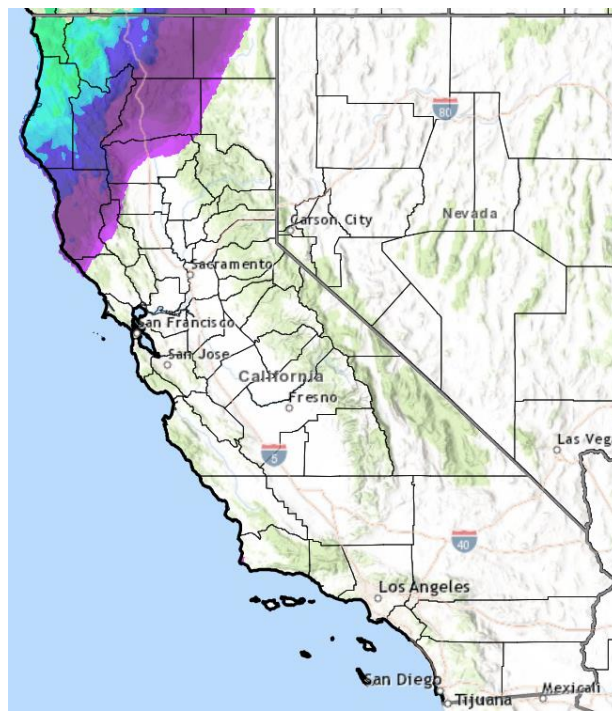 80
Carson City
Nevada
Sacramento
San Francisco
San Jose
California
Fresno
5
Las Vega
40
Los Angeles
San Diego
Tijuana
Mexicali